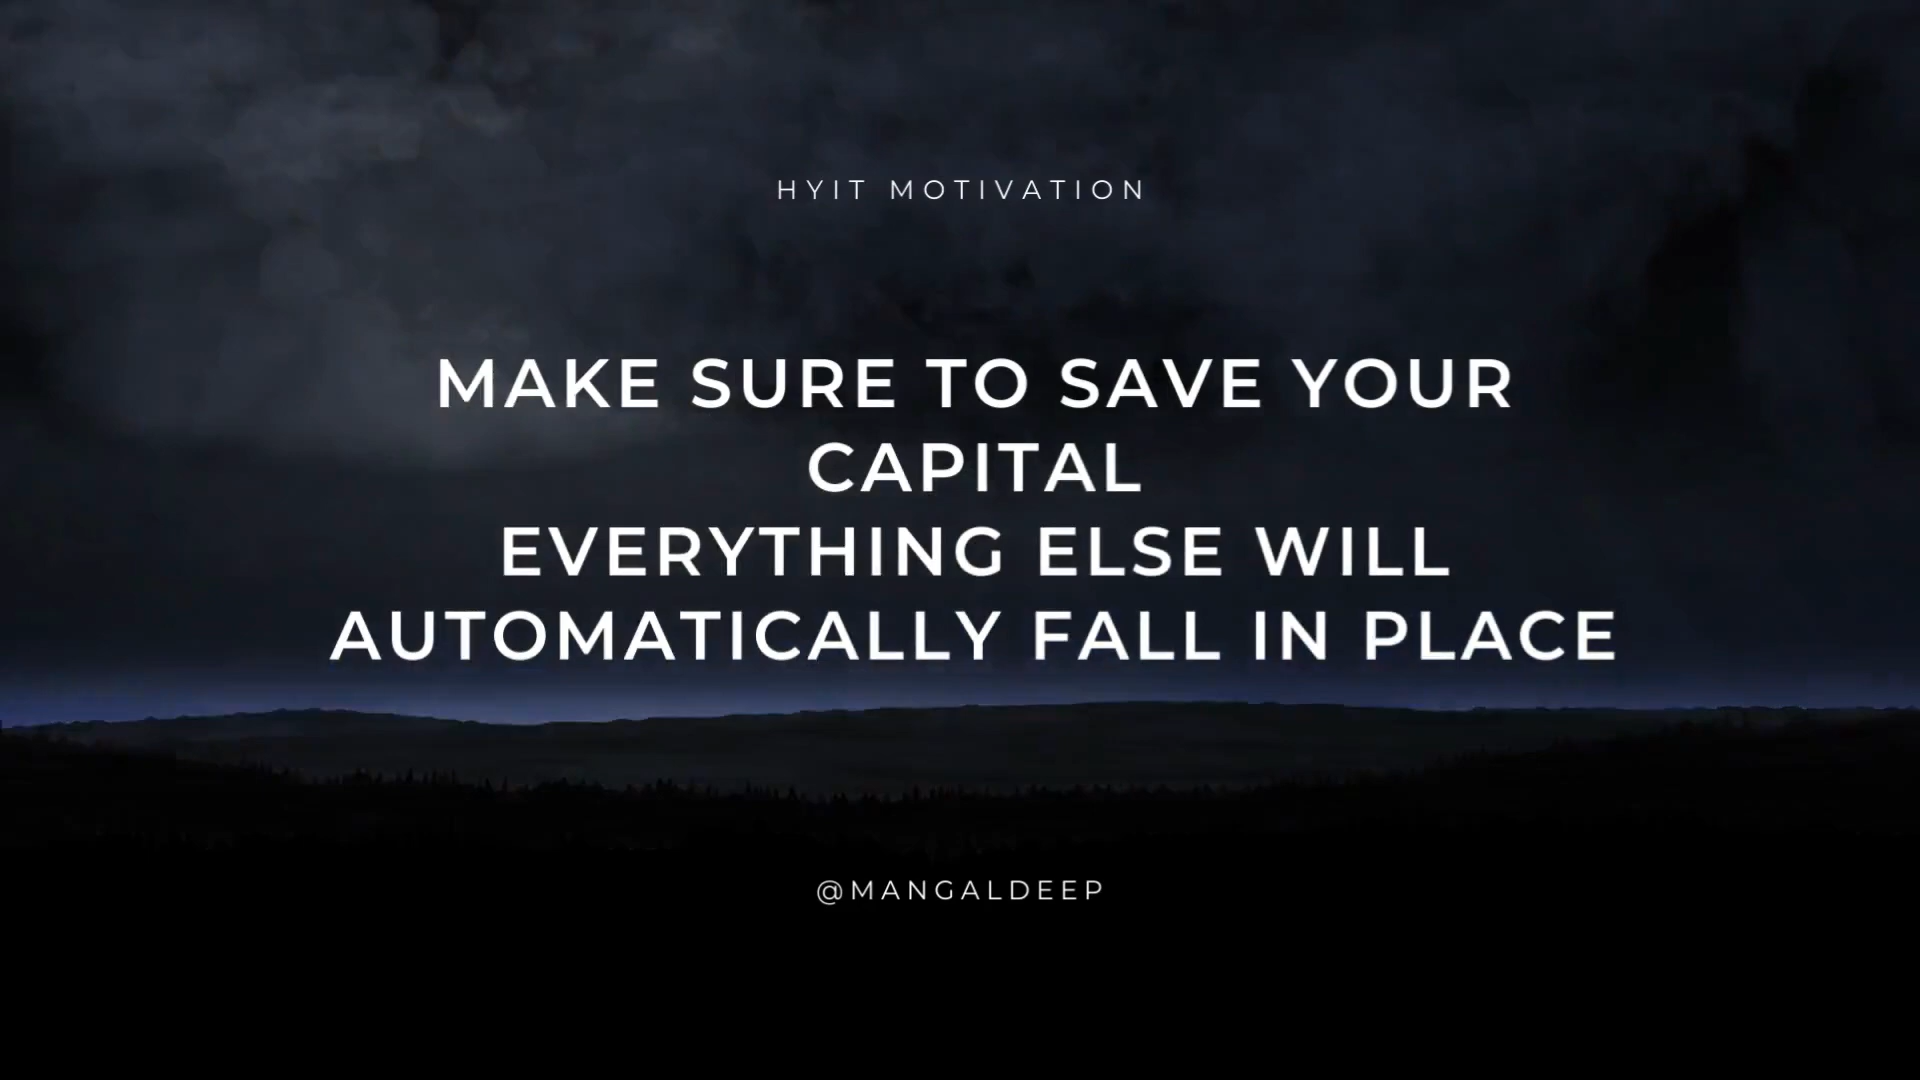 HYIT MOTIVATION
MAKE SURE TO SAVE YOUR
CAPITAL
EVERYTHING ELSE WILL
AUTOMATICALLY FALL IN PLACE
@MANGALDEEP